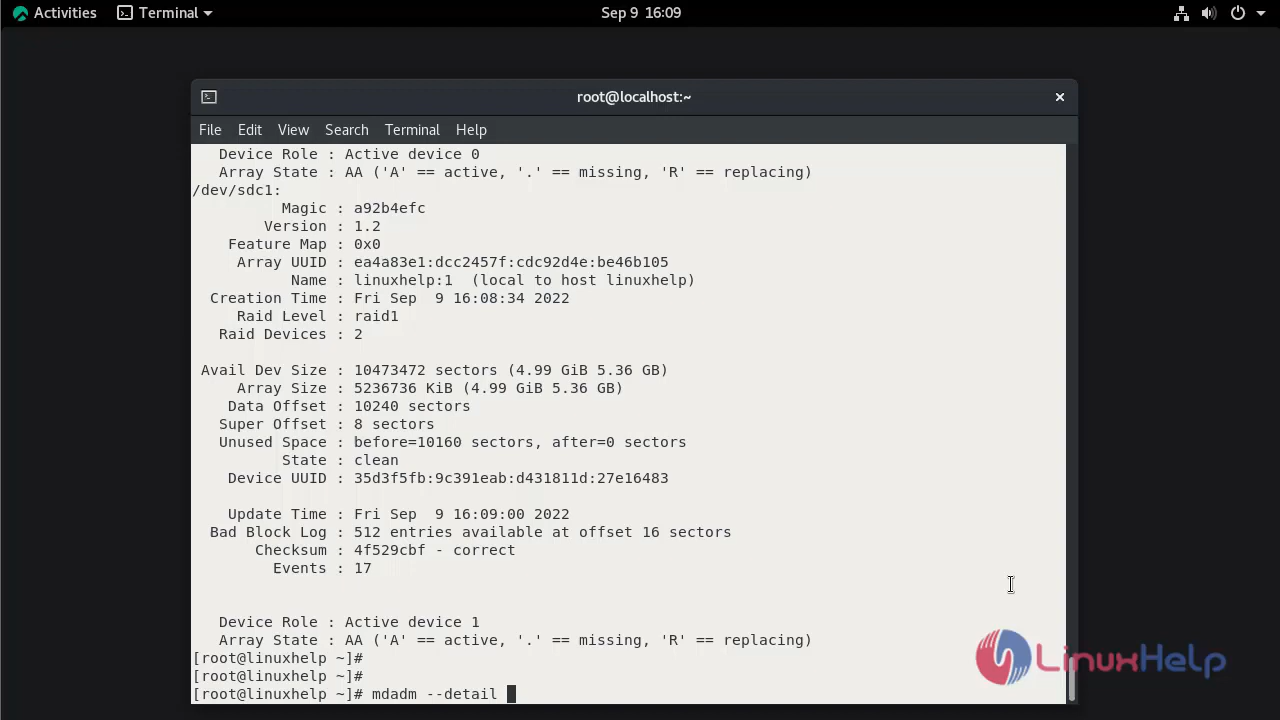 Activities Terminal Sep 9 16:09
root@localhost:~ ×
File Edit View Search Terminal Help
Device Role : Active device 0
Array State : AA ('A' == active, '.' == missing, 'R' == replacing)
/dev/sdc1:
Magic : a92b4efc
Version : 1.2
Feature Map : 0x0
Array UUID : ea4a83e1:dcc2457f:cdc92d4e:be46b105
Name : linuxhelp:1  (local to host linuxhelp)
Creation Time : Fri Sep  9 16:08:34 2022
Raid Level : raid1
Raid Devices : 2
Avail Dev Size : 10473472 sectors (4.99 GiB 5.36 GB)
Array Size : 5236736 KiB (4.99 GiB 5.36 GB)
Data Offset : 10240 sectors
Super Offset : 8 sectors
Unused Space : before=10160 sectors, after=0 sectors
State : clean
Device UUID : 35d3f5fb:9c391eab:d431811d:27e16483
Update Time : Fri Sep  9 16:09:00 2022
Bad Block Log : 512 entries available at offset 16 sectors
Checksum : 4f529cbf - correct
Events : 17
Device Role : Active device 1
Array State : AA ('A' == active, '.' == missing, 'R' == replacing)
[root@linuxhelp ~]#
[root@linuxhelp ~]#
[root@linuxhelp ~]# mdadm --detail
LinuxHelp